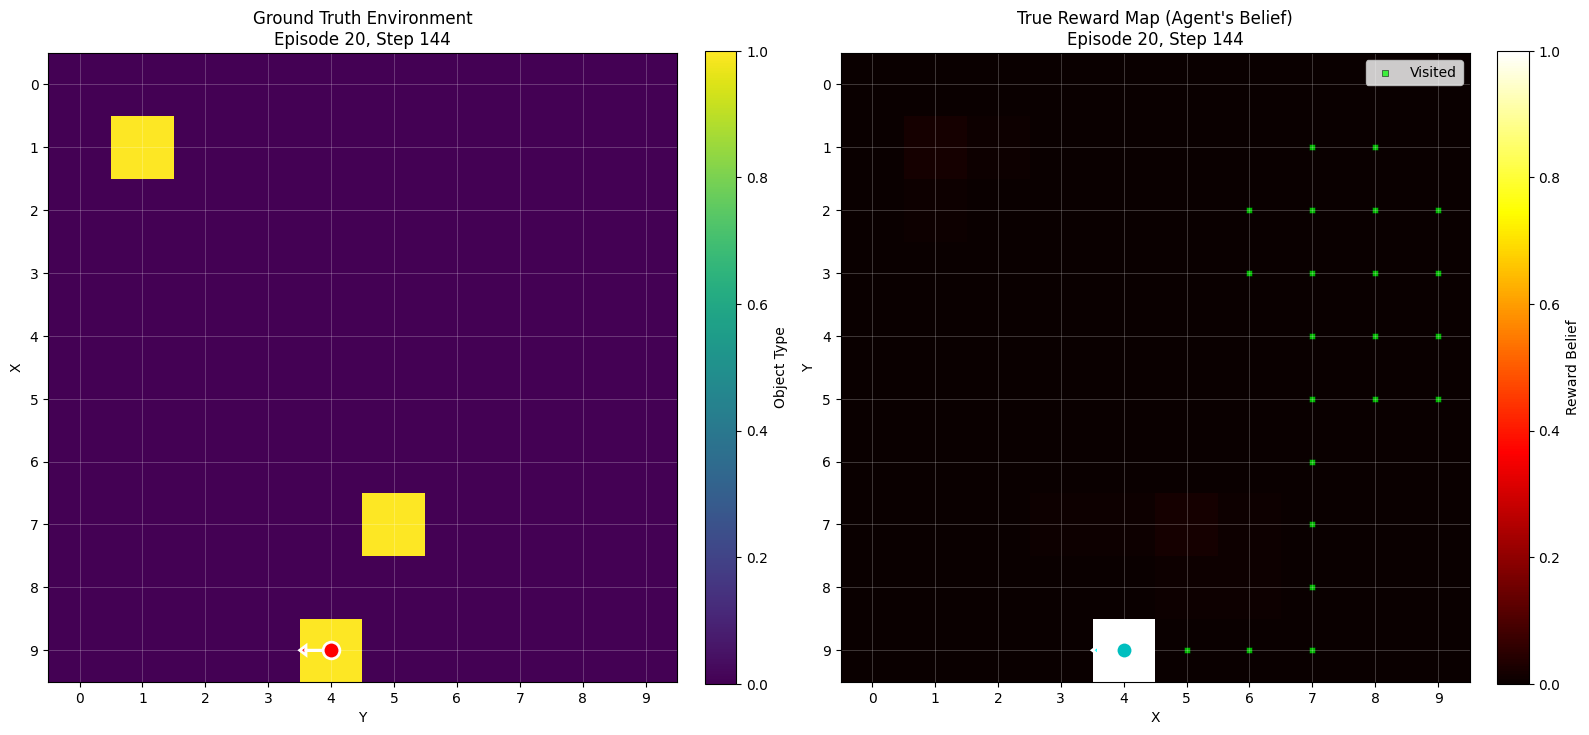 Ground Truth Environment
Episode 20, Step 144
0
1
2
3
4
5
6
7
8
9
X
0 1 2 3 4 5 6 7 8 9
Y
1.0
0.8
0.6
0.4
0.2
0.0
Object Type
True Reward Map (Agent's Belief)
Episode 20, Step 144
Visited
0
1
2
3
4
5
6
7
8
9
Y
0 1 2 3 4 5 6 7 8 9
X
1.0
0.8
0.6
0.4
0.2
0.0
Reward Belief